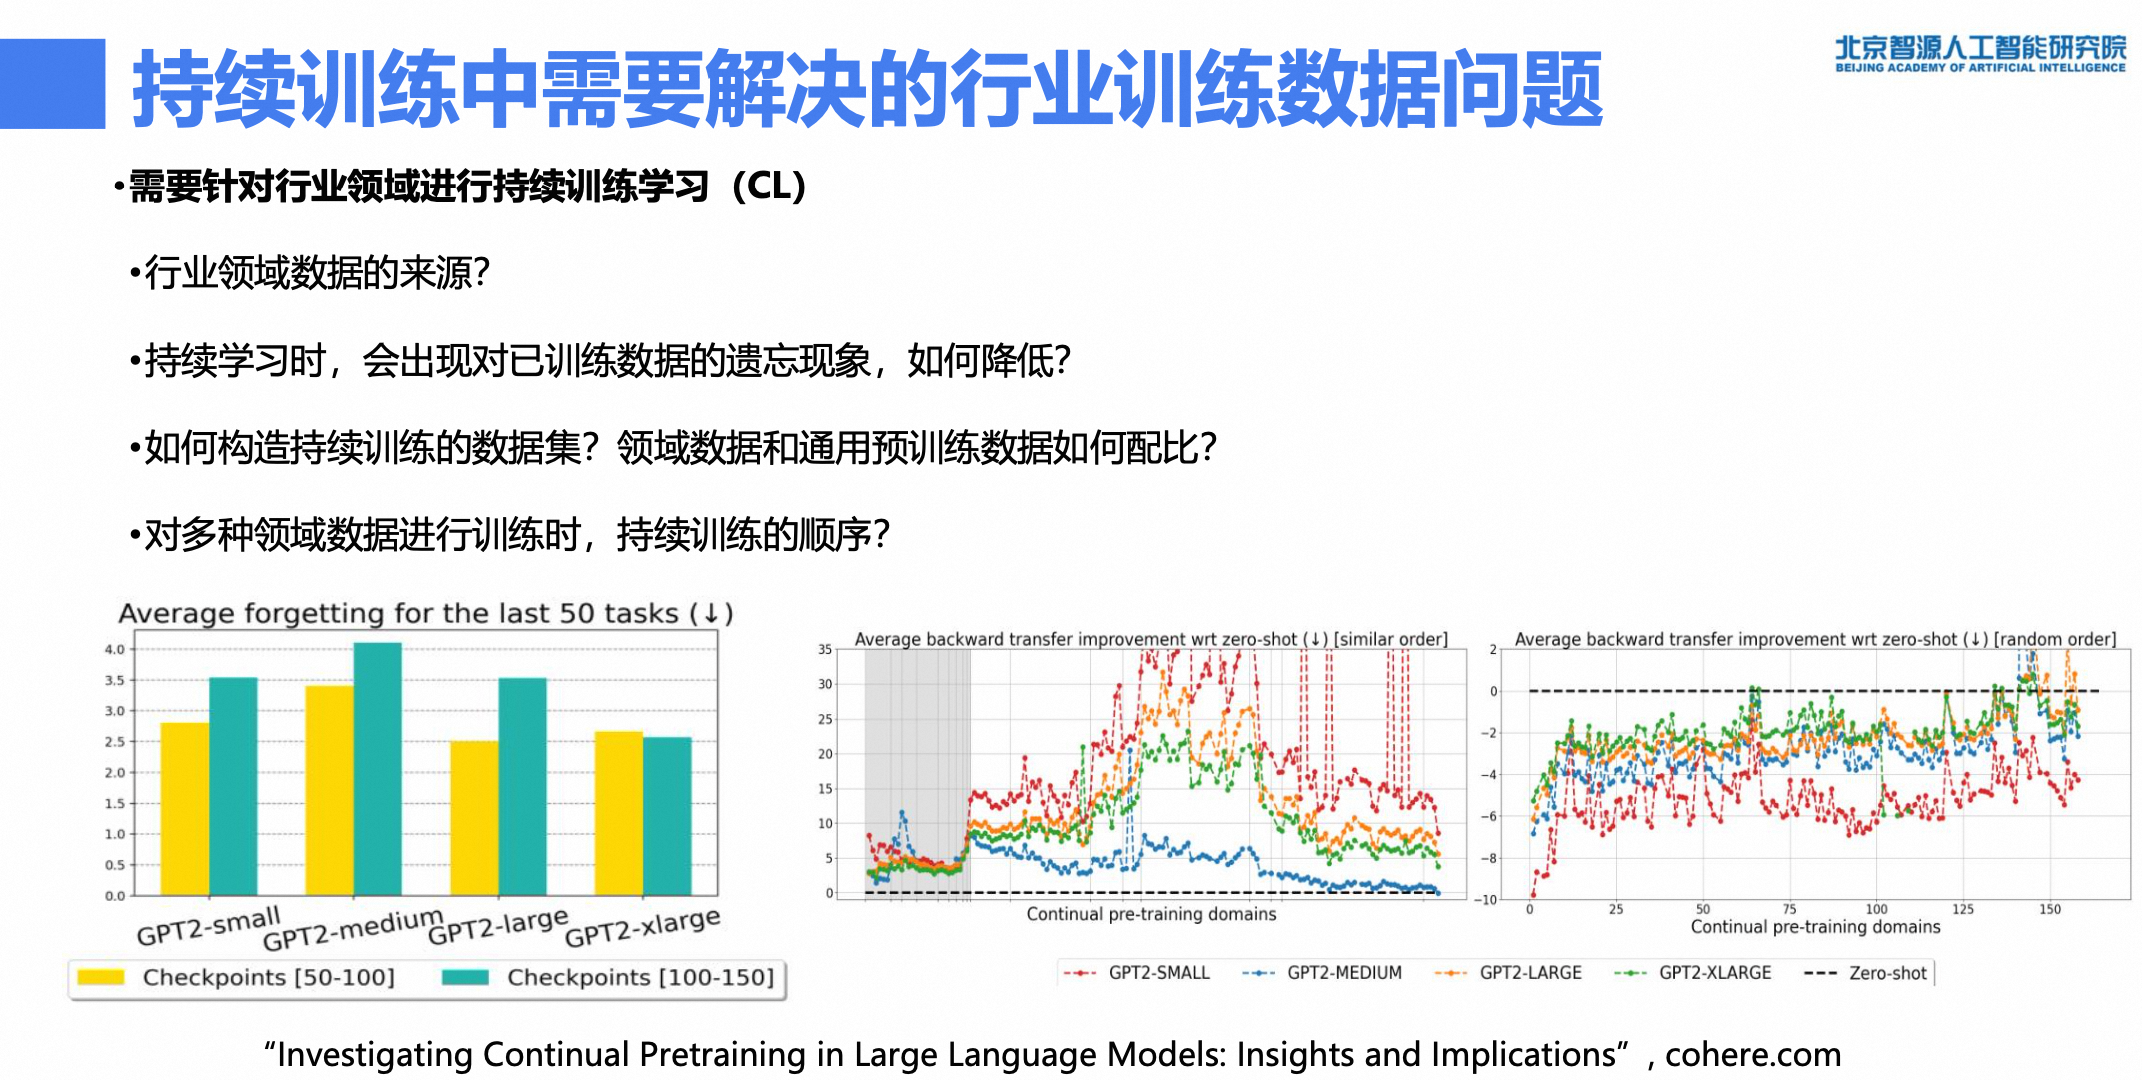 持续训练中需要解决的行业训练数据问题
北京智源人工智能研究院
BEIJING ACADEMY OF ARTIFICIAL INTELLIGENCE
•需要针对行业领域进行持续训练学习（CL）
•行业领域数据的来源？
•持续学习时，会出现对已训练数据的遗忘现象，如何降低？
•如何构造持续训练的数据集？领域数据和通用预训练数据如何配比？
•对多种领域数据进行训练时，持续训练的顺序？
Average forgetting for the last 50 tasks (↓)
4.0
3.5
3.0
2.5
2.0
1.5
1.0
0.5
0.0
GPT2-small
GPT2-medium
GPT2-large
GPT2-xlarge
Checkpoints [50-100]
Checkpoints [100-150]
Average backward transfer improvement wrt zero-shot (↓) [similar order]
35
30
25
20
15
10
5
0
Continual pre-training domains
Average backward transfer improvement wrt zero-shot (↓) [random order]
2
0
−2
−4
−6
−8
−10
0 25 50 75 100 125 150
Continual pre-training domains
GPT2-SMALL GPT2-MEDIUM GPT2-LARGE GPT2-XLARGE Zero-shot
“Investigating Continual Pretraining in Large Language Models: Insights and Implications”, cohere.com